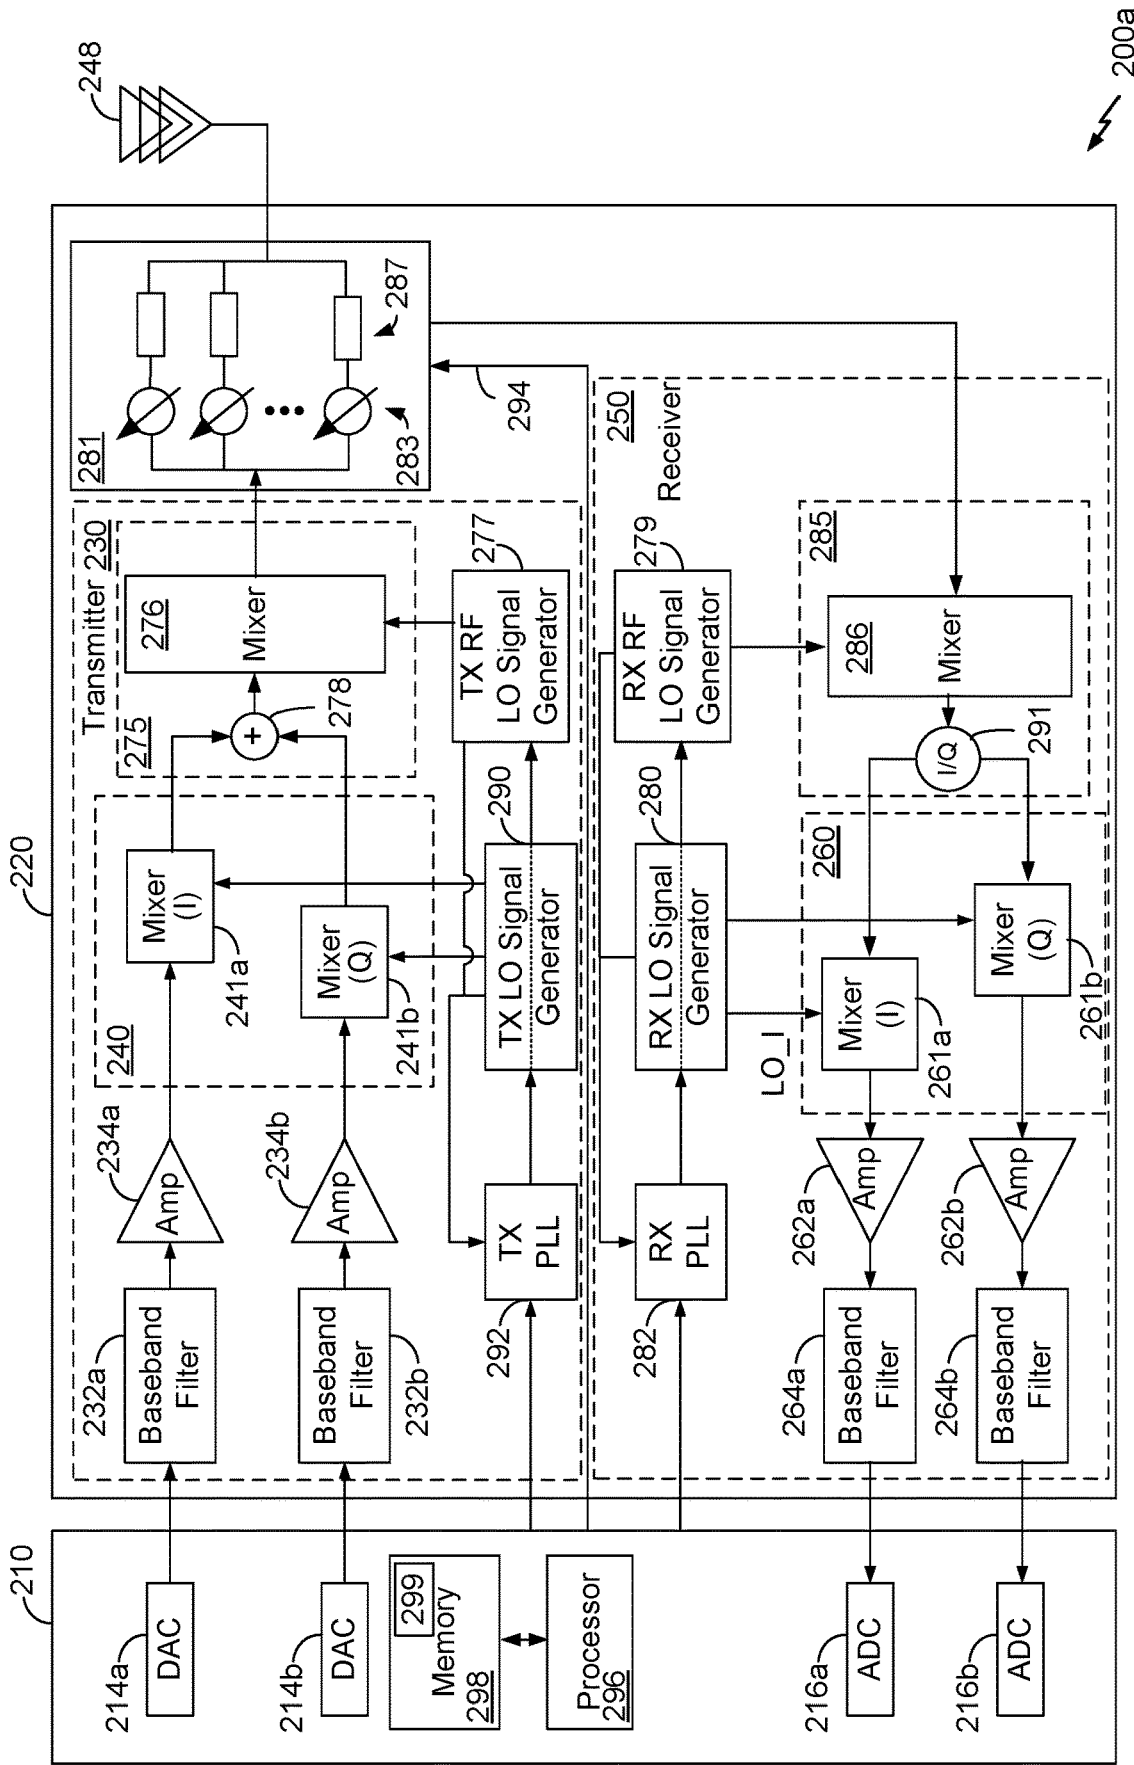 200a
220
210
248
281
283
287
294
Transmitter 230
275
276
Mixer
+
278
240
Mixer
(I)
241a
Mixer
(Q)
241b
234a
Amp
234b
Amp
232a
Baseband
Filter
232b
Baseband
Filter
214a
DAC
214b
DAC
277
TX RF
LO Signal
Generator
290
TX LO Signal
Generator
TX
PLL
292
299
Memory
298
Processor
296
250
Receiver
279
RX RF
LO Signal
Generator
280
RX LO Signal
Generator
RX
PLL
282
285
286
Mixer
I/Q
291
260
LO_I
Mixer
(I)
261a
Mixer
(Q)
261b
262a
Amp
262b
Amp
264a
Baseband
Filter
264b
Baseband
Filter
216a
ADC
216b
ADC